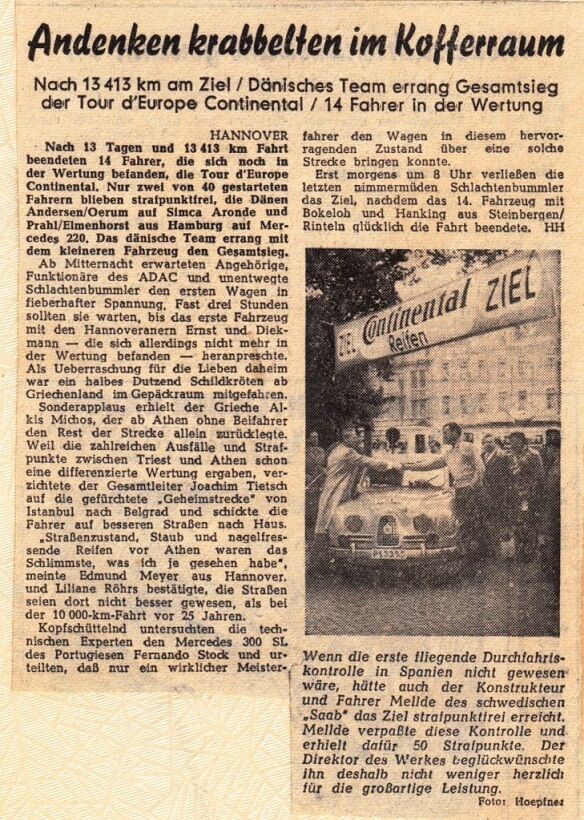 Andenken krabbelten im Kofferraum
Nach 13 413 km am Ziel / Dänisches Team errang Gesamtsieg
der Tour d'Europe Continental / 14 Fahrer in der Wertung
HANNOVER
Nach 13 Tagen und 13 413 km Fahrt
beendeten 14 Fahrer, die sich noch in
der Wertung befanden, die Tour d'Europe
Continental. Nur zwei von 40 gestarteten
Fahrern blieben strafpunktfrei, die Dänen
Andersen/Oerum auf Simca Aronde und
Prahl/Elmenhorst aus Hamburg auf Mer-
cedes 220. Das dänische Team errang mit
dem kleineren Fahrzeug den Gesamtsieg.
Ab Mitternacht erwarteten Angehörige,
Funktionäre des ADAC und unentwegte
Schlachtenbummler den ersten Wagen in
fieberhafter Spannung. Fast drei Stunden
sollten sie warten, bis das erste Fahrzeug
mit den Hannoveranern Ernst und Diek-
mann — die sich allerdings nicht mehr in
der Wertung befanden — heranpreschte.
Als Ueberraschung für die Lieben daheim
war ein halbes Dutzend Schildkröten ab
Griechenland im Gepäckraum mitgefahren.
Sonderapplaus erhielt der Grieche Al-
kis Michos, der ab Athen ohne Beifahrer
den Rest der Strecke allein zurücklegte.
Weil die zahlreichen Ausfälle und Straf-
punkte zwischen Triest und Athen schon
eine differenzierte Wertung ergaben, ver-
zichtete der Gesamtleiter Joachim Tietsch
auf die gefürchtete „Geheimstrecke" von
Istanbul nach Belgrad und schickte die
Fahrer auf besseren Straßen nach Haus.
„Straßenzustand, Staub und nagelfres-
sende Reifen vor Athen waren das
Schlimmste, was ich je gesehen habe",
meinte Edmund Meyer aus Hannover,
und Liliane Röhrs bestätigte, die Straßen
seien dort nicht besser gewesen, als bei
der 10 000-km-Fahrt vor 25 Jahren.
Kopfschüttelnd untersuchten die tech-
nischen Experten den Mercedes 300 SL
des Portugiesen Fernando Stock und ur-
teilten, daß nur ein wirklicher Meister-
fahrer den Wagen in diesem hervor-
ragenden Zustand über eine solche
Strecke bringen konnte.
Erst morgens um 8 Uhr verließen die
letzten nimmermüden Schlachtenbummler
das Ziel, nachdem das 14. Fahrzeug mit
Bokeloh und Hanking aus Steinbergen/
Rinteln glücklich die Fahrt beendete. HH
ZIEL Continental ZIEL
Reifen
Wenn die erste fliegende Durchfahrts-
kontrolle in Spanien nicht gewesen
wäre, hätte auch der Konstrukteur
und Fahrer Mellde des schwedischen
„Saab" das Ziel strafpunktfrei erreicht.
Mellde verpaßte diese Kontrolle und
erhielt dafür 50 Strafpunkte. Der
Direktor des Werkes beglückwünschte
ihn deshalb nicht weniger herzlich
für die großartige Leistung.
Foto: Hoepfner